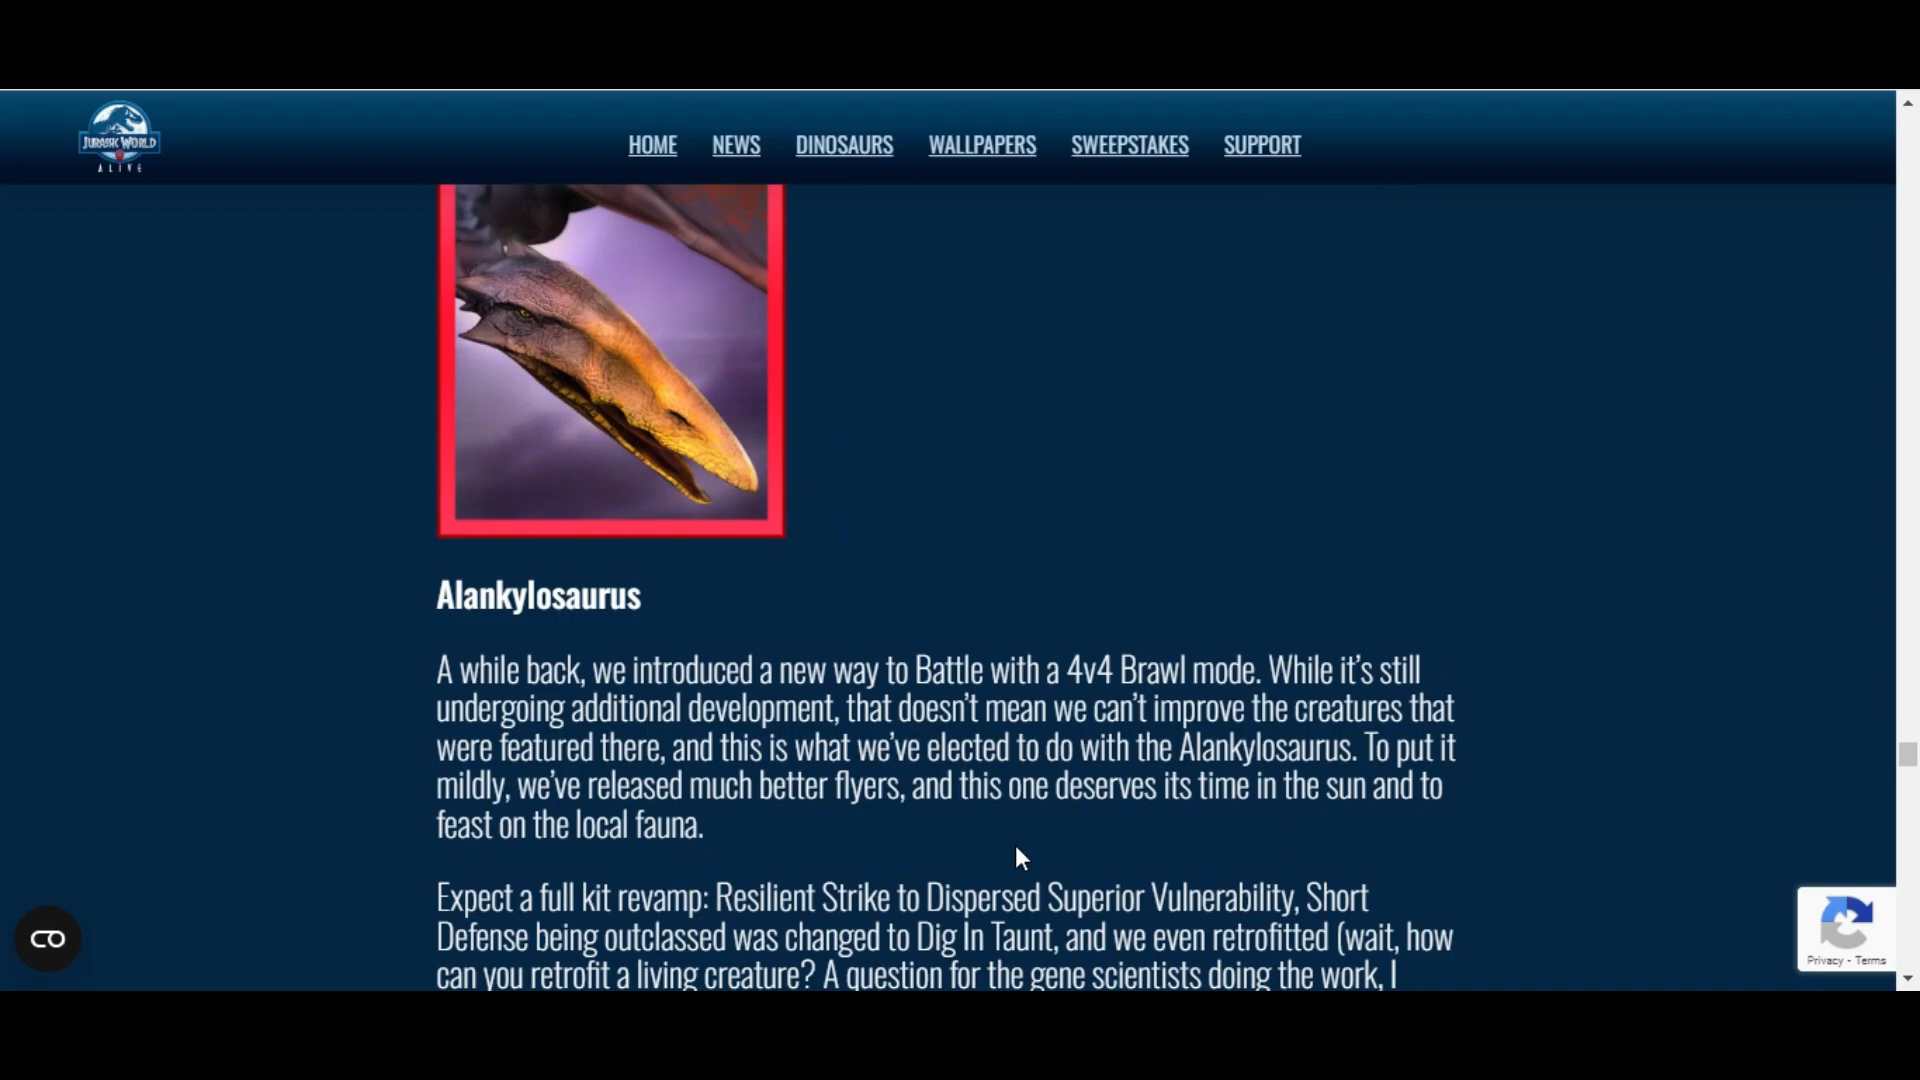 JURASSIC WORLD
ALIVE
HOME
NEWS
DINOSAURS
WALLPAPERS
SWEEPSTAKES
SUPPORT
Alankylosaurus
A while back, we introduced a new way to Battle with a 4v4 Brawl mode. While it’s still
undergoing additional development, that doesn’t mean we can’t improve the creatures that
were featured there, and this is what we’ve elected to do with the Alankylosaurus. To put it
mildly, we’ve released much better flyers, and this one deserves its time in the sun and to
feast on the local fauna.
Expect a full kit revamp: Resilient Strike to Dispersed Superior Vulnerability, Short
Defense being outclassed was changed to Dig In Taunt, and we even retrofitted (wait, how
can you retrofit a living creature? A question for the gene scientists doing the work, I
Privacy - Terms